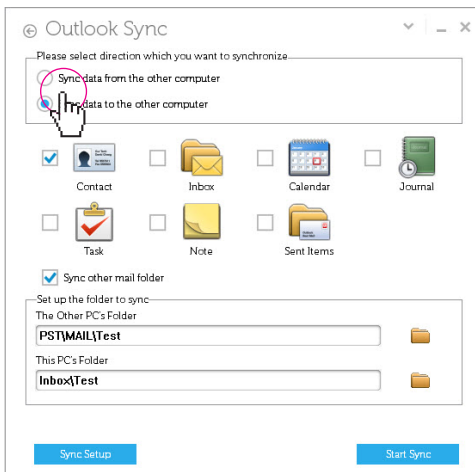 Outlook Sync
Please select direction which you want to synchronize
Sync data from the other computer
data to the other computer
Contact
Inbox
Calendar
Journal
Task
Note
Sent Items
Sync other mail folder
Set up the folder to sync
The Other PC's Folder
PST\MAIL\Test
This PC's Folder
Inbox\Test
Sync Setup
Start Sync